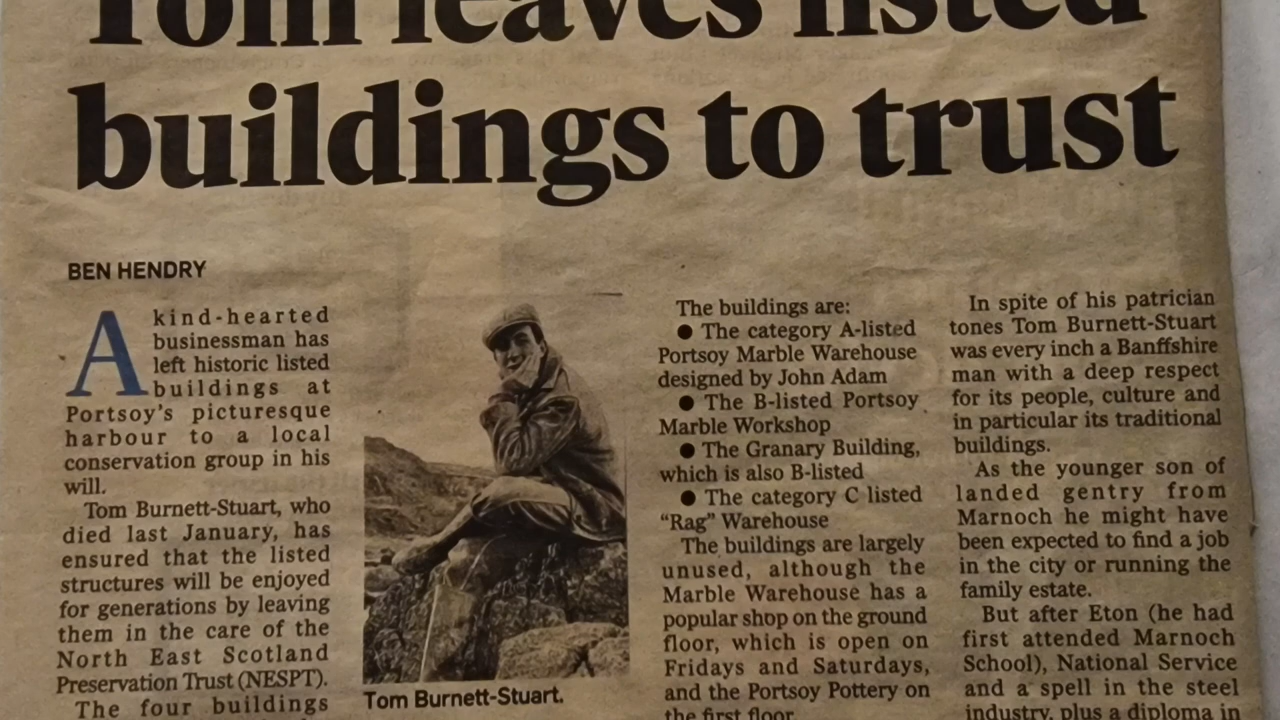 Tom leaves listed
buildings to trust
BEN HENDRY
A kind-hearted
businessman has
left historic listed
buildings at
Portsoy's picturesque
harbour to a local
conservation group in his
will.
Tom Burnett-Stuart, who
died last January, has
ensured that the listed
structures will be enjoyed
for generations by leaving
them in the care of the
North East Scotland
Preservation Trust (NESPT).
The four buildings
Tom Burnett-Stuart.
The buildings are:
● The category A-listed
Portsoy Marble Warehouse
designed by John Adam
● The B-listed Portsoy
Marble Workshop
● The Granary Building,
which is also B-listed
● The category C listed
“Rag” Warehouse
The buildings are largely
unused, although the
Marble Warehouse has a
popular shop on the ground
floor, which is open on
Fridays and Saturdays,
and the Portsoy Pottery on
the first floor.
In spite of his patrician
tones Tom Burnett-Stuart
was every inch a Banffshire
man with a deep respect
for its people, culture and
in particular its traditional
buildings.
As the younger son of
landed gentry from
Marnoch he might have
been expected to find a job
in the city or running the
family estate.
But after Eton (he had
first attended Marnoch
School), National Service
and a spell in the steel
industry, plus a diploma in